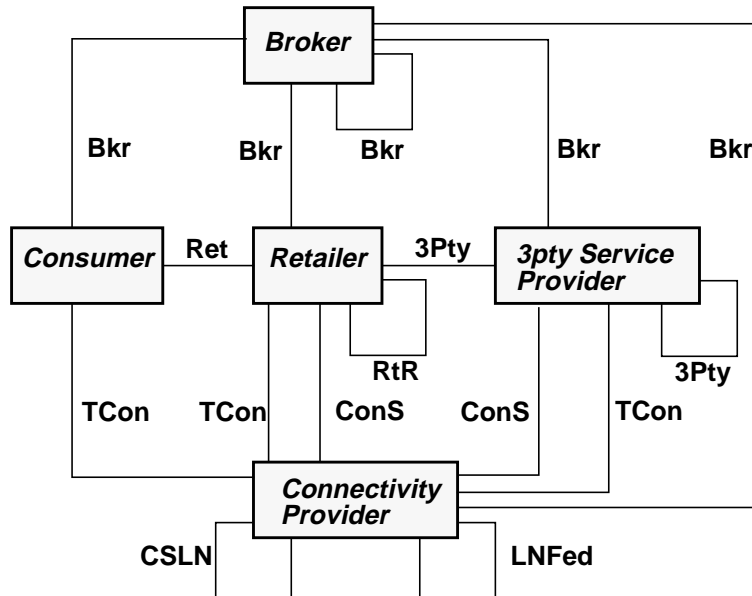 Broker
Bkr
Bkr
Bkr
Bkr
Bkr
Consumer
Ret
Retailer
3Pty
3pty Service
Provider
RtR
3Pty
TCon
TCon
ConS
ConS
TCon
Connectivity
Provider
CSLN
LNFed